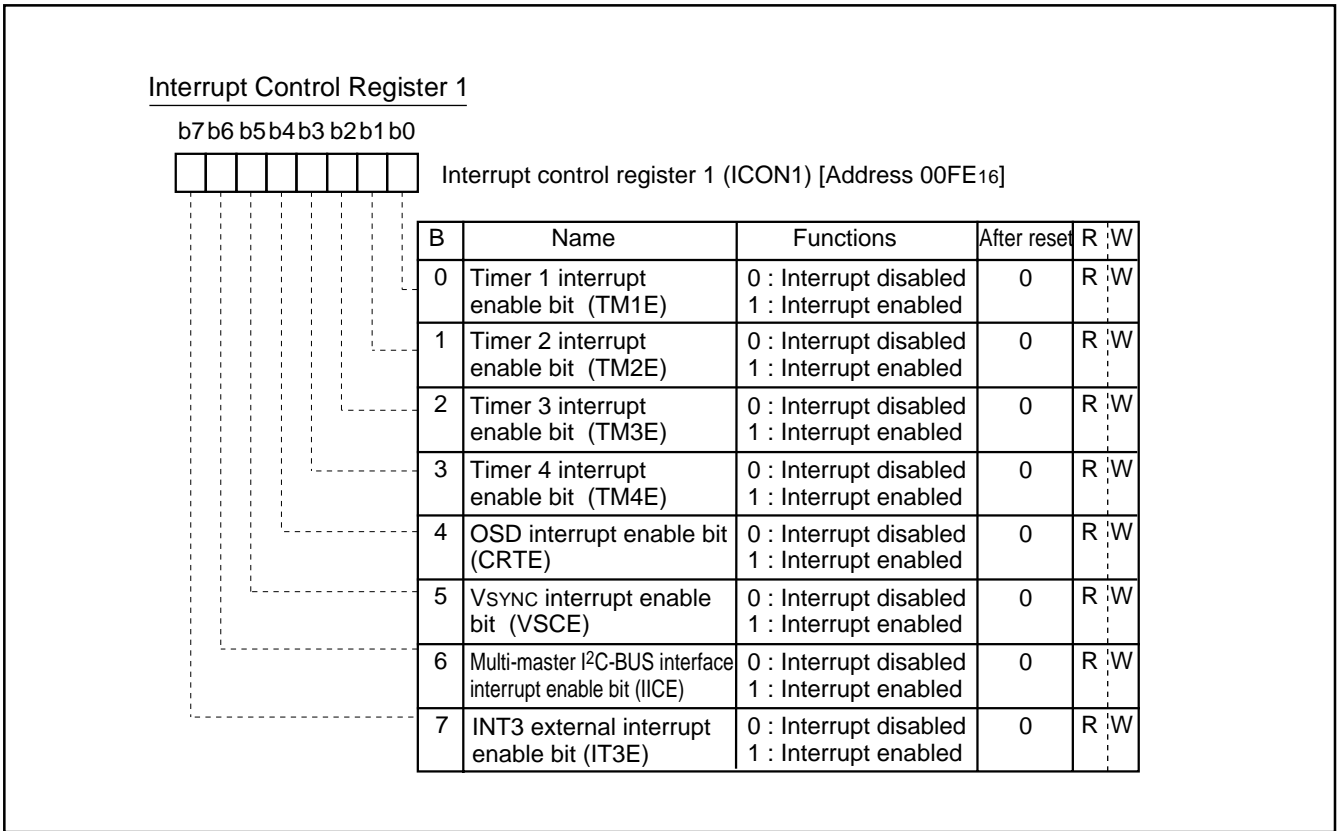 Interrupt Control Register 1
b7 b6 b5 b4 b3 b2 b1 b0
Interrupt control register 1 (ICON1) [Address 00FE16]
B Name Functions After reset R W
0 Timer 1 interrupt enable bit (TM1E) 0 : Interrupt disabled 1 : Interrupt enabled 0 R W
1 Timer 2 interrupt enable bit (TM2E) 0 : Interrupt disabled 1 : Interrupt enabled 0 R W
2 Timer 3 interrupt enable bit (TM3E) 0 : Interrupt disabled 1 : Interrupt enabled 0 R W
3 Timer 4 interrupt enable bit (TM4E) 0 : Interrupt disabled 1 : Interrupt enabled 0 R W
4 OSD interrupt enable bit (CRTE) 0 : Interrupt disabled 1 : Interrupt enabled 0 R W
5 VSYNC interrupt enable bit (VSCE) 0 : Interrupt disabled 1 : Interrupt enabled 0 R W
6 Multi-master I2C-BUS interface interrupt enable bit (IICE) 0 : Interrupt disabled 1 : Interrupt enabled 0 R W
7 INT3 external interrupt enable bit (IT3E) 0 : Interrupt disabled 1 : Interrupt enabled 0 R W